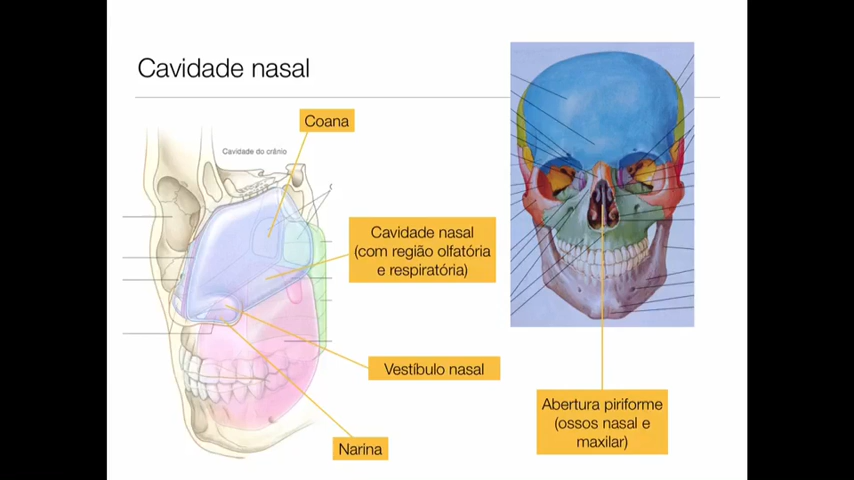 Cavidade nasal
Coana
Cavidade do crânio
Cavidade nasal
(com região olfatória
e respiratória)
Vestíbulo nasal
Narina
Abertura piriforme
(ossos nasal e
maxilar)